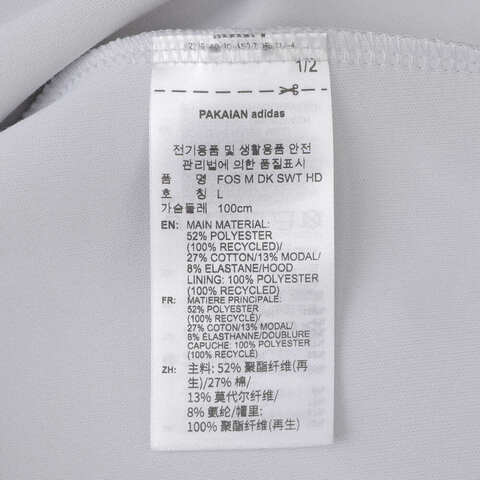 1/2
PAKAIAN adidas
전기용품 및 생활용품 안전
관리법에 의한 품질표시
품 명 FOS M DK SWT HD
호 칭 L
가슴둘레 100cm
EN: MAIN MATERIAL:
52% POLYESTER
(100% RECYCLED)/
27% COTTON/13% MODAL/
8% ELASTANE/HOOD
LINING: 100% POLYESTER
(100% RECYCLED)
FR: MATIERE PRINCIPALE:
52% POLYESTER
(100% RECYCLÉ)/
27% COTON/13% MODAL/
8% ÉLASTHANNE/DOUBLURE
CAPUCHE: 100% POLYESTER
(100% RECYCLÉ)
ZH: 主料: 52% 聚酯纤维(再
生)/27% 棉/
13% 莫代尔纤维/
8% 氨纶/帽里:
100% 聚酯纤维(再生)